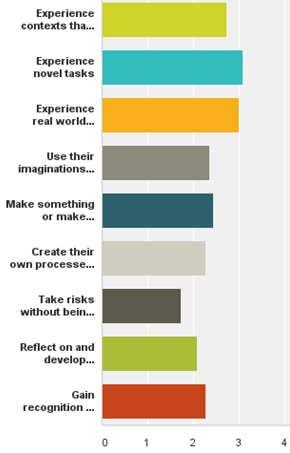 Experience
contexts tha...
Experience
novel tasks
Experience
real world...
Use their
imaginations...
Make something
or make...
Create their
own processe...
Take risks
without bein...
Reflect on and
develop...
Gain
recognition ...
0 1 2 3 4